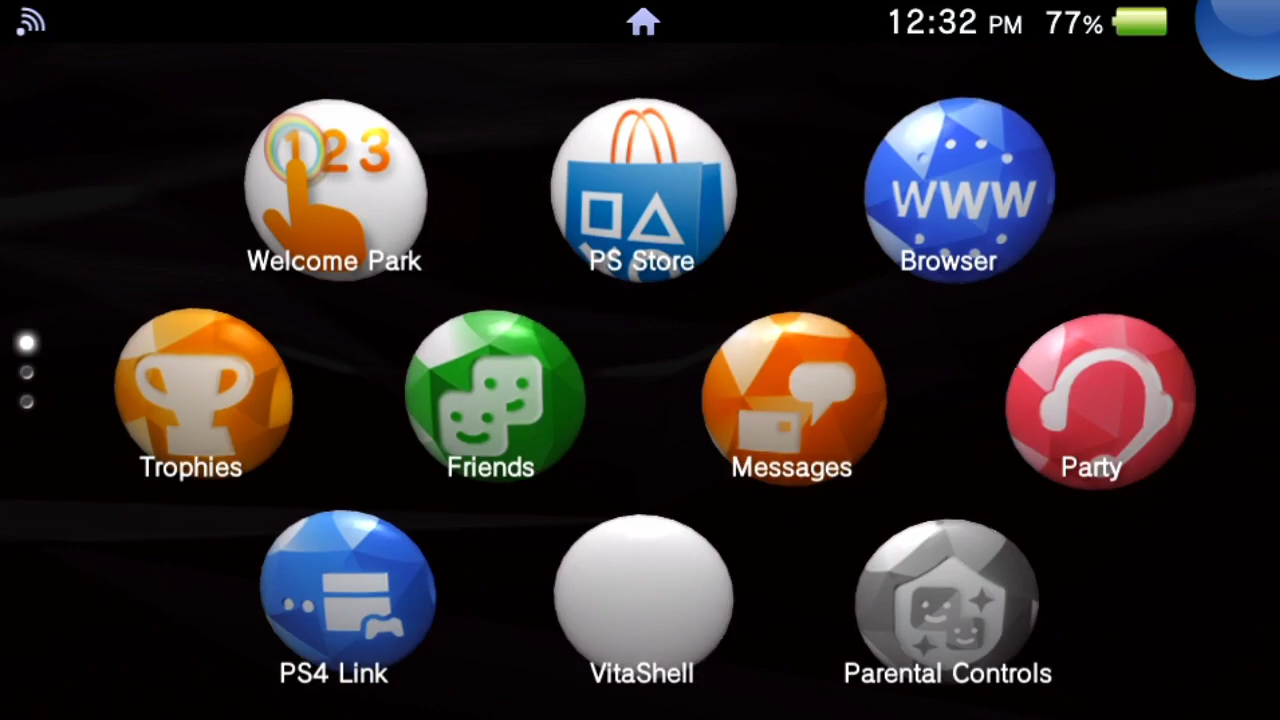 12:32 PM 77%
123
Welcome Park
PS Store
WWW
Browser
Trophies
Friends
Messages
Party
PS4 Link
VitaShell
Parental Controls